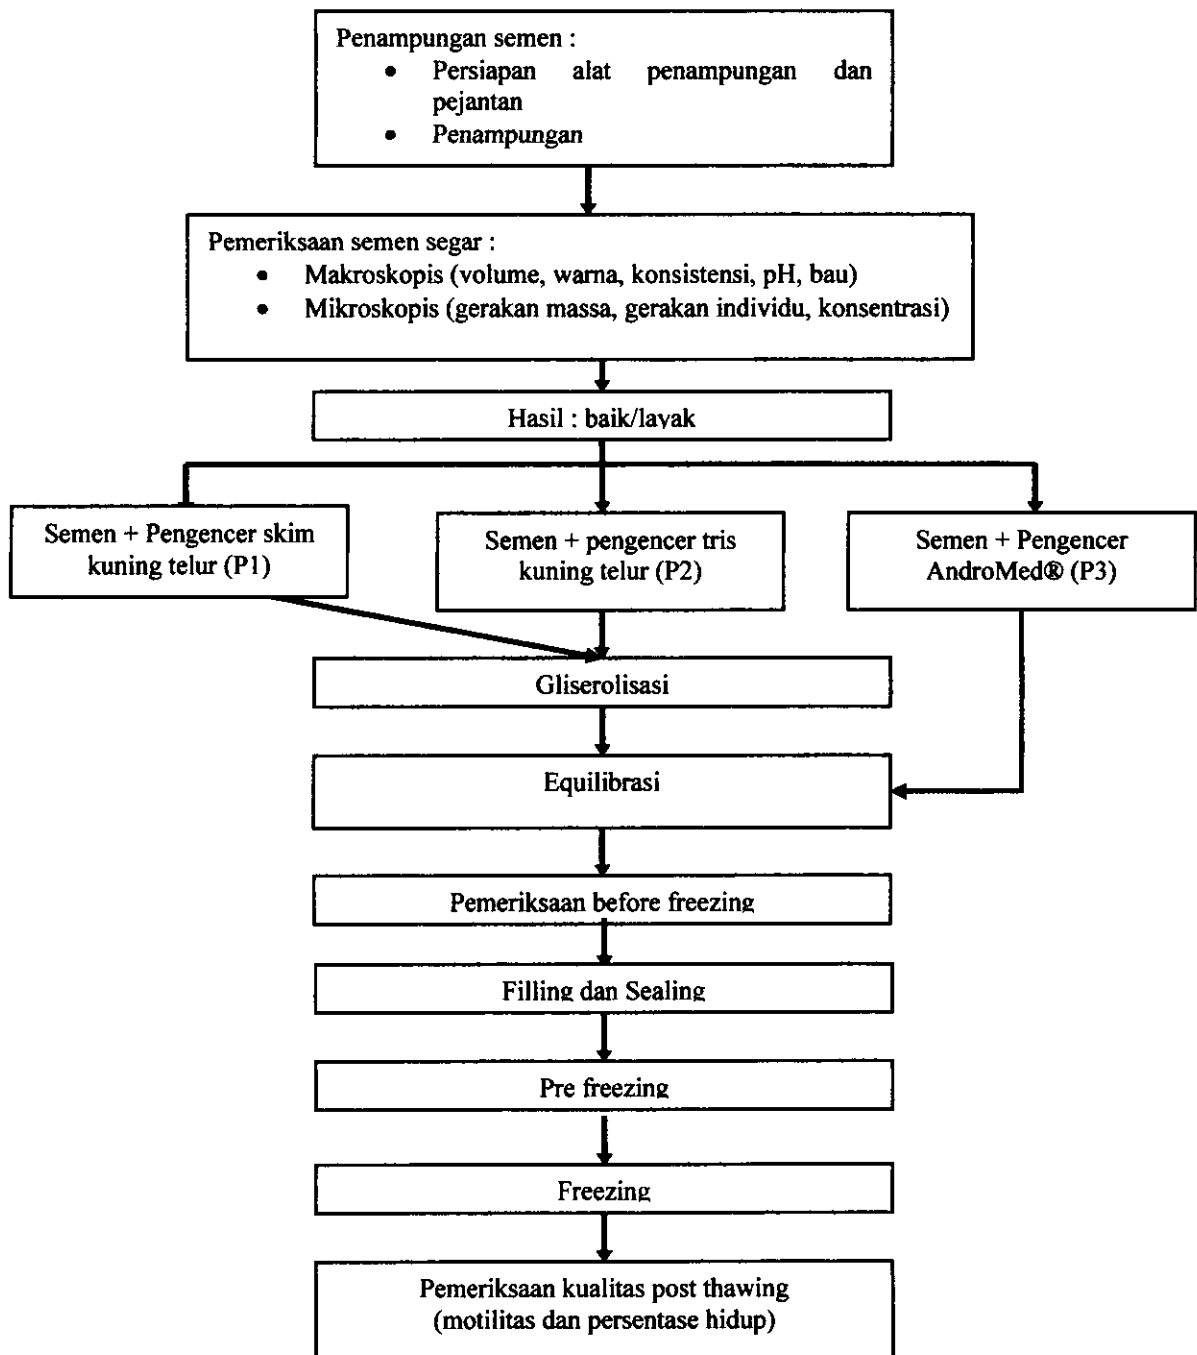 Penampungan semen :
• Persiapan alat penampungan dan
pejantan
• Penampungan
Pemeriksaan semen segar :
• Makroskopis (volume, warna, konsistensi, pH, bau)
• Mikroskopis (gerakan massa, gerakan individu, konsentrasi)
Hasil : baik/layak
Semen + Pengencer skim
kuning telur (P1)
Semen + pengencer tris
kuning telur (P2)
Semen + Pengencer
AndroMed® (P3)
Gliserolisasi
Equilibrasi
Pemeriksaan before freezing
Filling dan Sealing
Pre freezing
Freezing
Pemeriksaan kualitas post thawing
(motilitas dan persentase hidup)